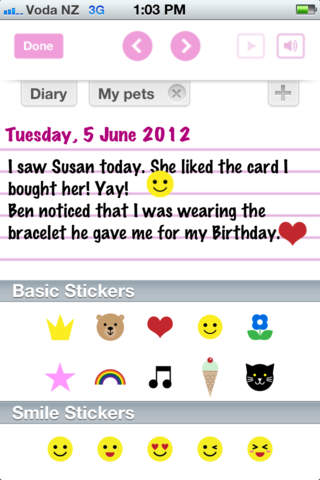 Voda NZ 3G 1:03 PM
Done
Diary My pets
Tuesday, 5 June 2012
I saw Susan today. She liked the card I
bought her! Yay!
Ben noticed that I was wearing the
bracelet he gave me for my Birthday.
Basic Stickers
Smile Stickers